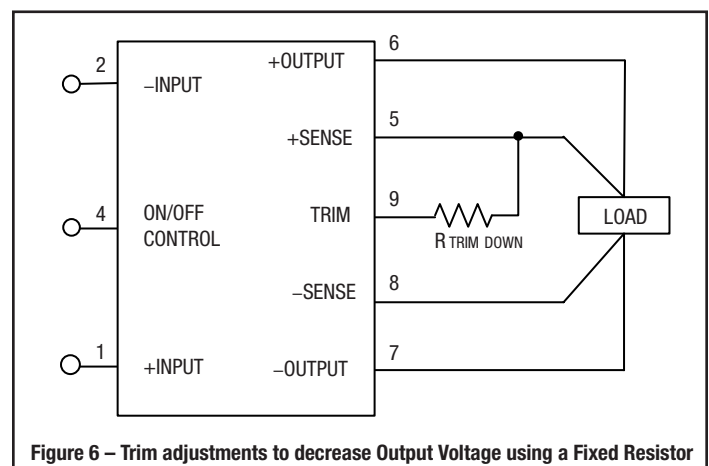 2
−INPUT
4
ON/OFF
CONTROL
1
+INPUT
+OUTPUT
6
+SENSE
5
TRIM
9
R TRIM DOWN
−SENSE
8
−OUTPUT
7
LOAD
Figure 6 – Trim adjustments to decrease Output Voltage using a Fixed Resistor